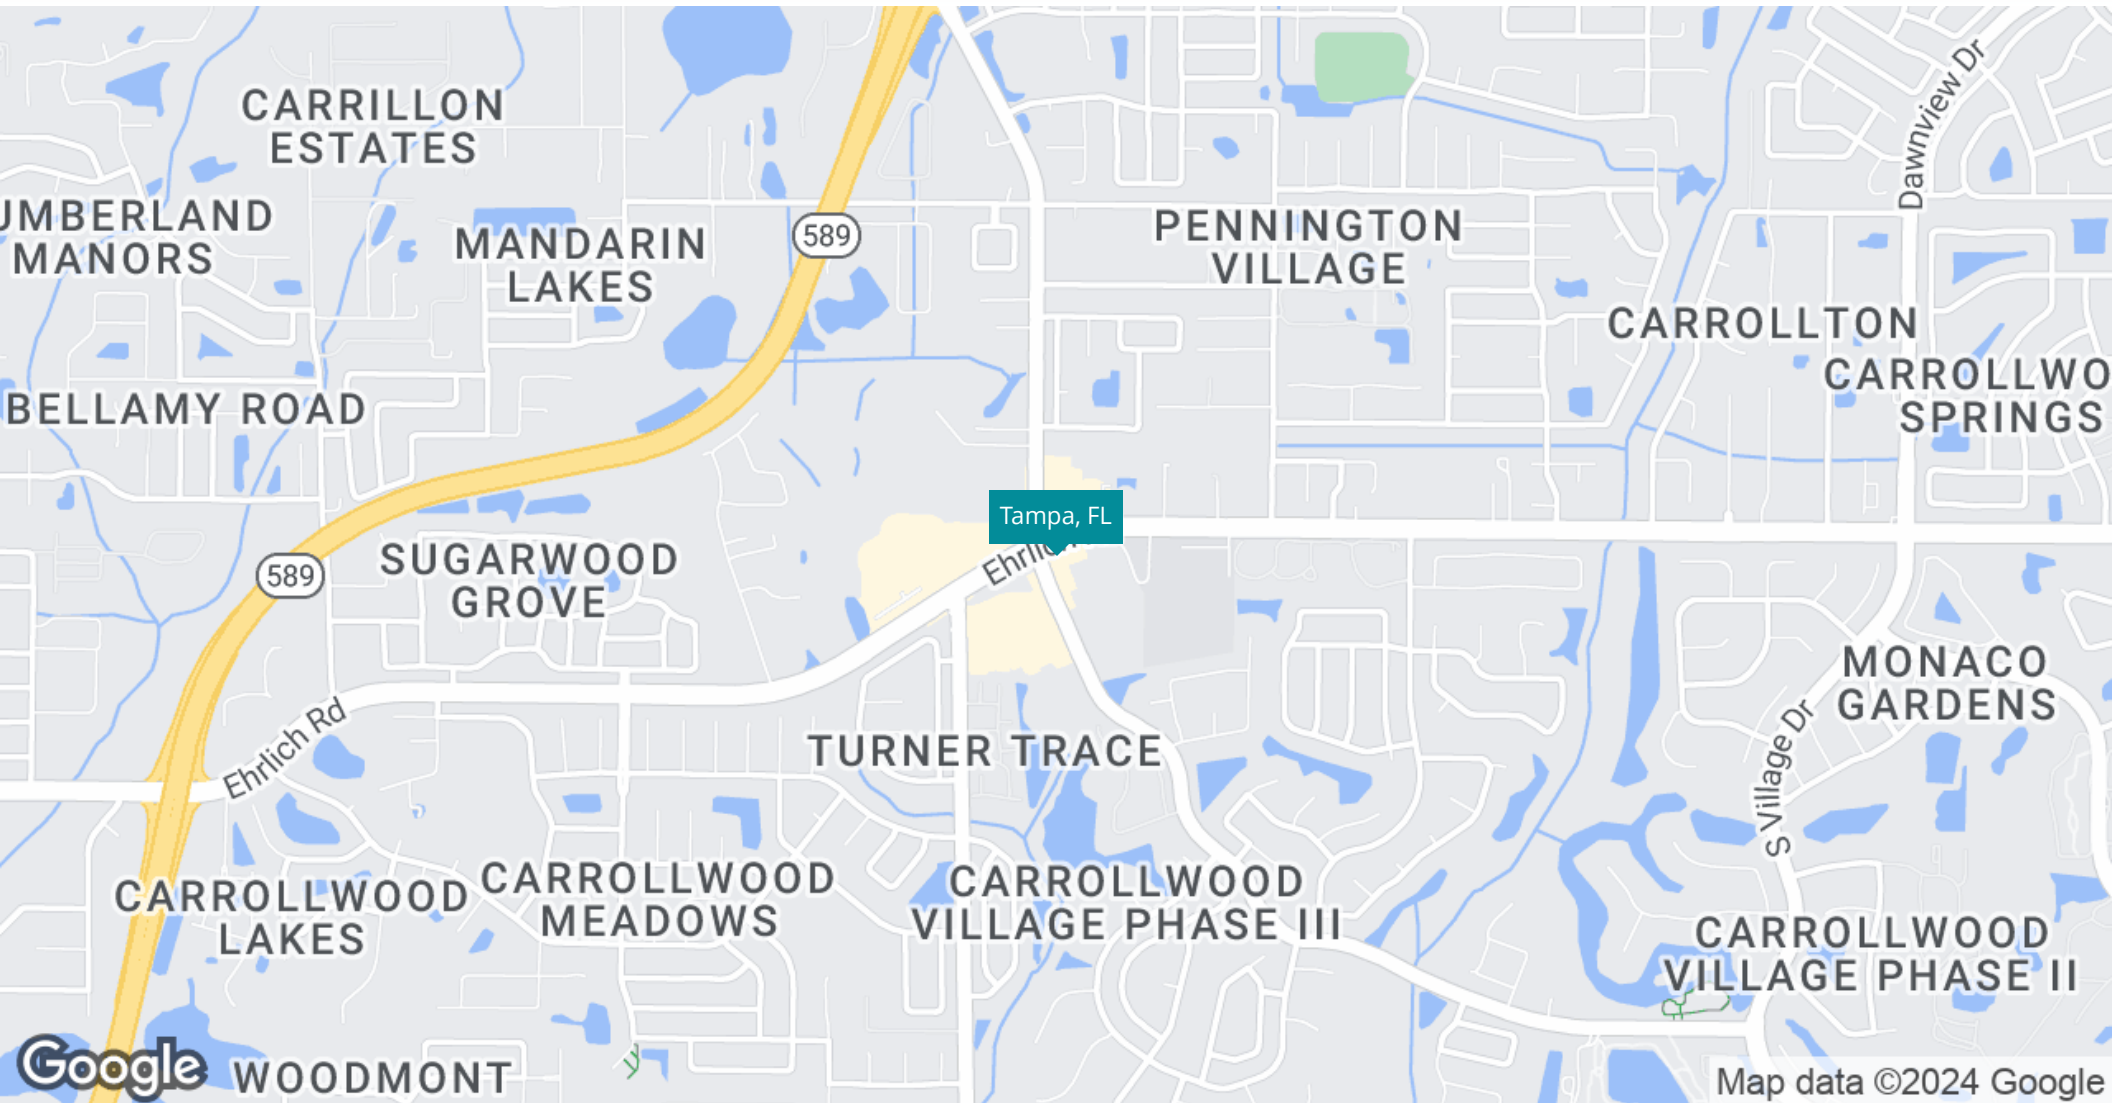 CARRILLON
ESTATES
Dawnview Dr
UMBERLAND
MANORS
MANDARIN
LAKES
589
PENNINGTON
VILLAGE
CARROLLTON
CARROLLWO
SPRINGS
BELLAMY ROAD
Tampa, FL
Ehrlich
589
SUGARWOOD
GROVE
MONACO
GARDENS
Ehrlich Rd
TURNER TRACE
S Village Dr
CARROLLWOOD
LAKES
CARROLLWOOD
MEADOWS
CARROLLWOOD
VILLAGE PHASE III
CARROLLWOOD
VILLAGE PHASE II
Google
WOODMONT
Map data ©2024 Google